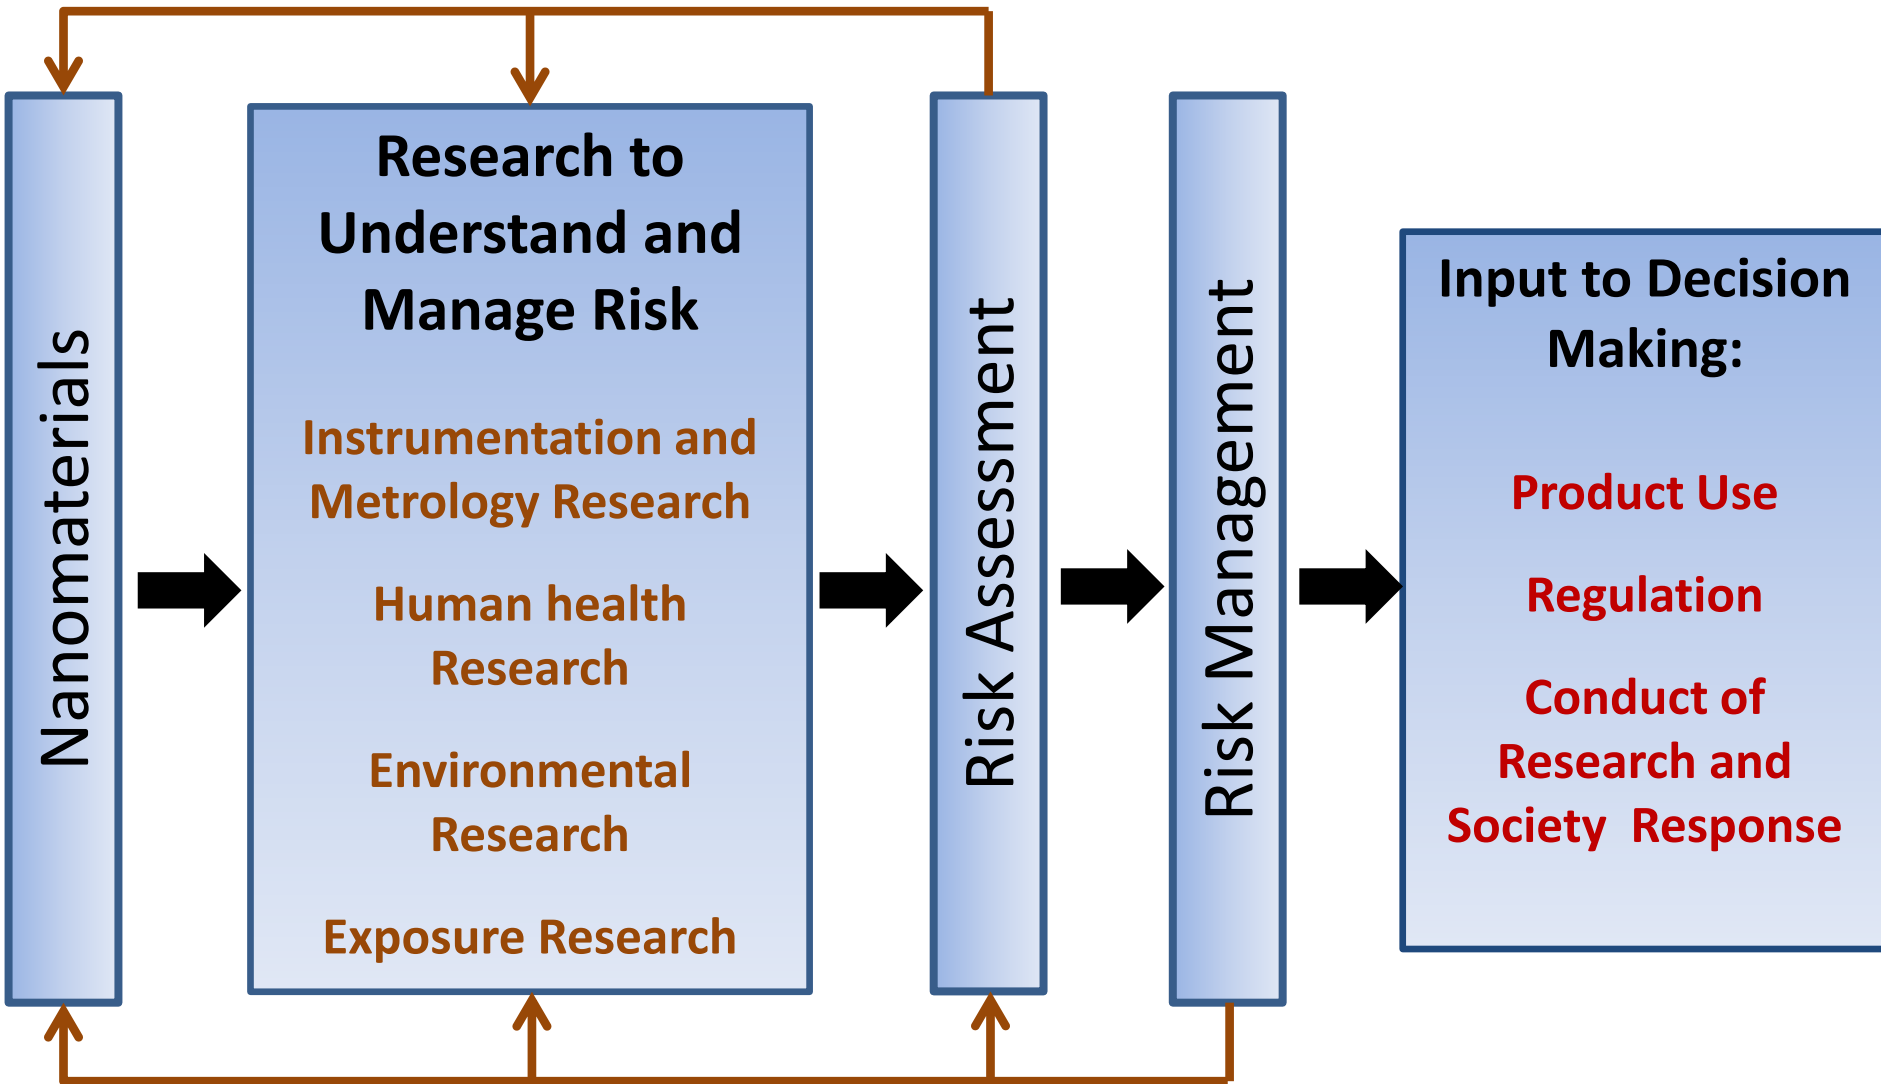 Nanomaterials
Research to
Understand and
Manage Risk
Instrumentation and
Metrology Research
Human health
Research
Environmental
Research
Exposure Research
Risk Assessment
Risk Management
Input to Decision
Making:
Product Use
Regulation
Conduct of
Research and
Society  Response